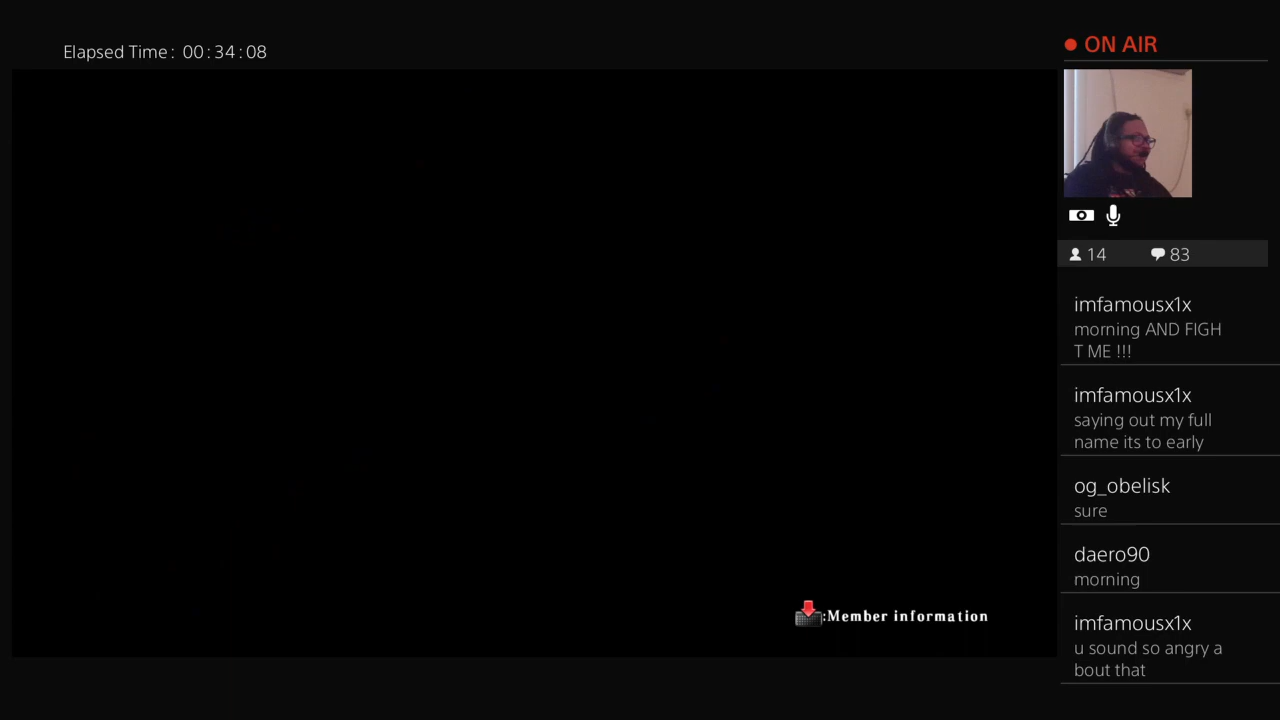 Elapsed Time: 00:34:08
ON AIR
14 83
imfamousx1x
morning AND FIGH
T ME !!!
imfamousx1x
saying out my full
name its to early
og_obelisk
sure
daero90
morning
imfamousx1x
u sound so angry a
bout that
:Member information